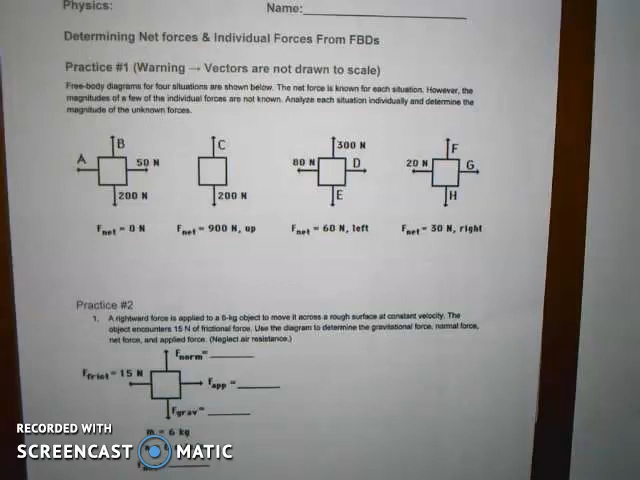 Physics:
Name:
Determining Net forces & Individual Forces From FBDs
Practice #1 (Warning → Vectors are not drawn to scale)
Free-body diagrams for four situations are shown below. The net force is known for each situation. However, the
magnitudes of a few of the individual forces are not known. Analyze each situation individually and determine the
magnitude of the unknown forces.
A B 50 N 200 N
C 200 N
300 N 80 N D E
F 20 N G H
Fnet = 0 N
Fnet = 900 N, up
Fnet = 60 N, left
Fnet = 30 N, right
Practice #2
1. A rightward force is applied to a 6-kg object to move it across a rough surface at constant velocity. The
object encounters 15 N of frictional force. Use the diagram to determine the gravitational force, normal force,
net force, and applied force. (Neglect air resistance.)
Fnorm=
Ffrict= 15 N
Fapp =
Fgrav=
m = 6 kg
RECORDED WITH
SCREENCAST MATIC